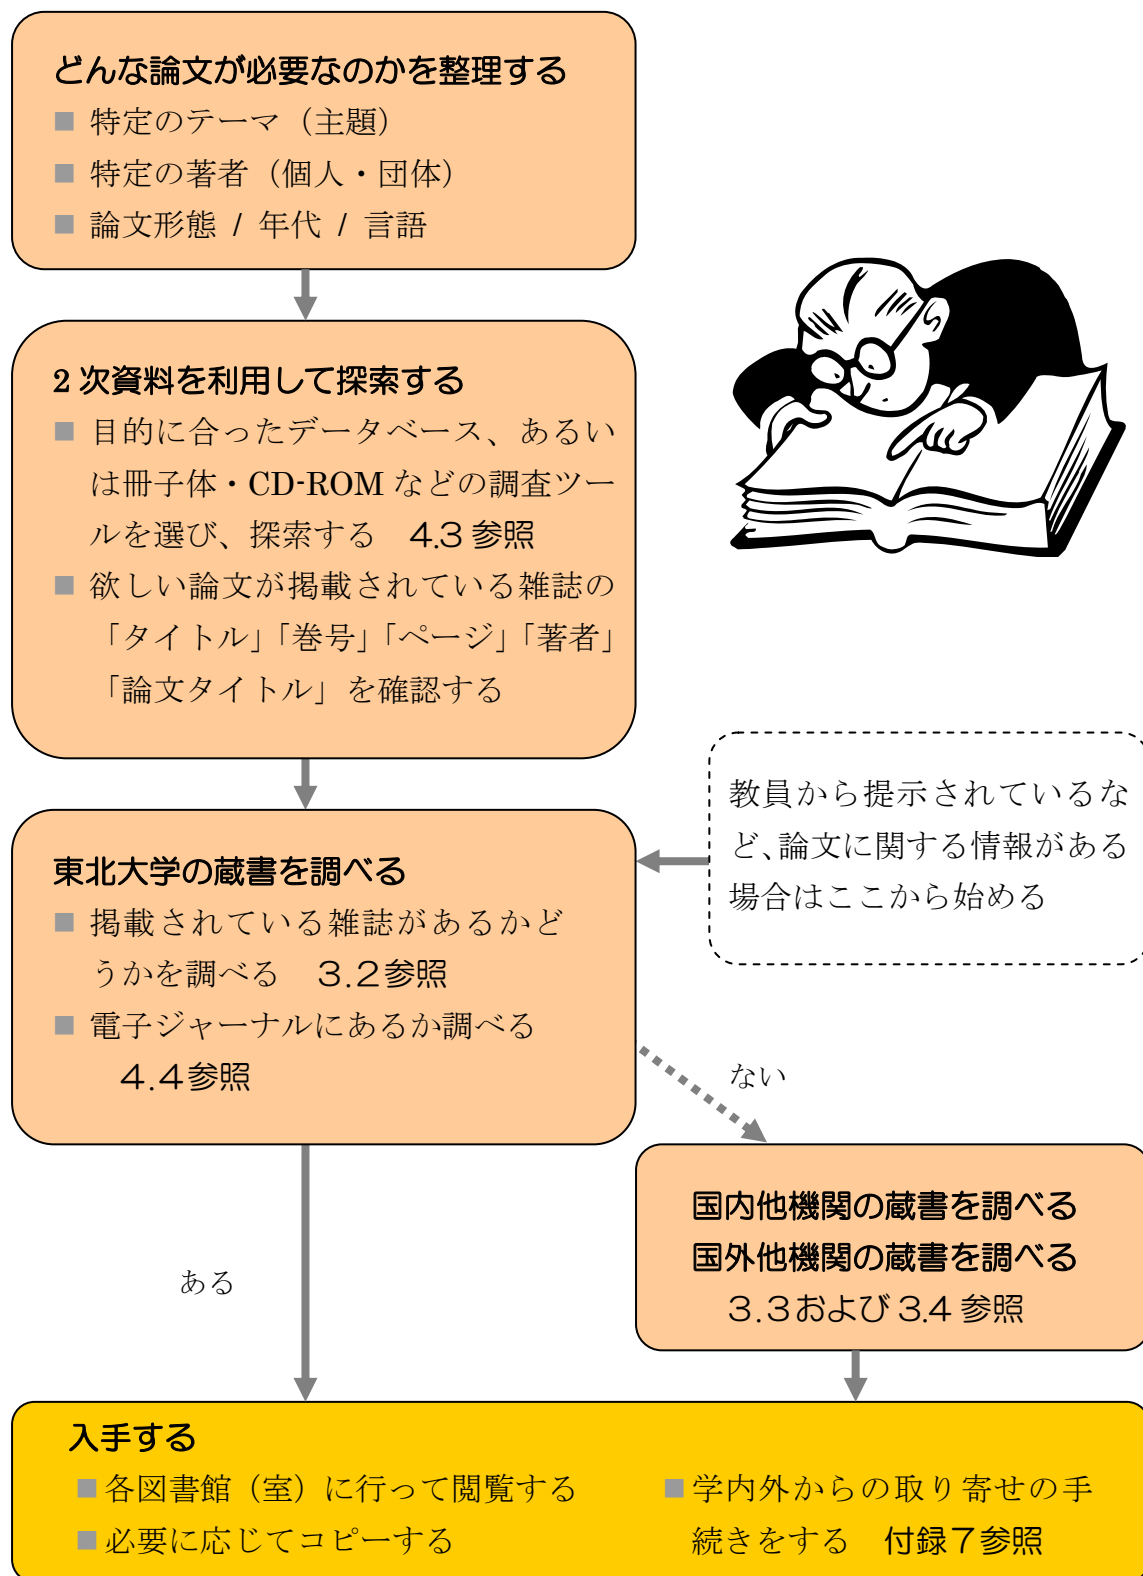 どんな論文が必要なのかを整理する
■ 特定のテーマ（主題）
■ 特定の著者（個人・団体）
■ 論文形態 / 年代 / 言語
2 次資料を利用して探索する
■ 目的に合ったデータベース、あるい
は冊子体・CD-ROM などの調査ツー
ルを選び、探索する　4.3 参照
■ 欲しい論文が掲載されている雑誌の
「タイトル」「巻号」「ページ」「著者」
「論文タイトル」を確認する
教員から提示されているな
ど、論文に関する情報がある
場合はここから始める
東北大学の蔵書を調べる
■ 掲載されている雑誌があるかど
うかを調べる　３.２参照
■ 電子ジャーナルにあるか調べる
４.４参照
ない
国内他機関の蔵書を調べる
国外他機関の蔵書を調べる
３.３および 3.4 参照
ある
入手する
■ 各図書館（室）に行って閲覧する
■ 必要に応じてコピーする
■ 学内外からの取り寄せの手
続きをする　付録７参照